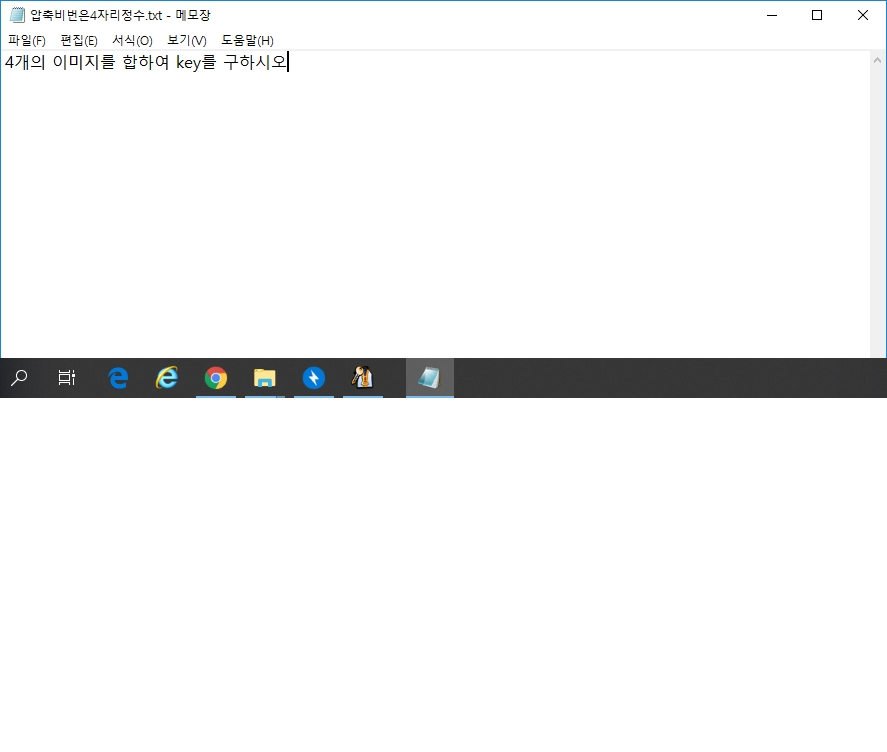 압축비번은4자리정수.txt - 메모장
파일(F) 편집(E) 서식(O) 보기(V) 도움말(H)
4개의 이미지를 합하여 key를 구하시오